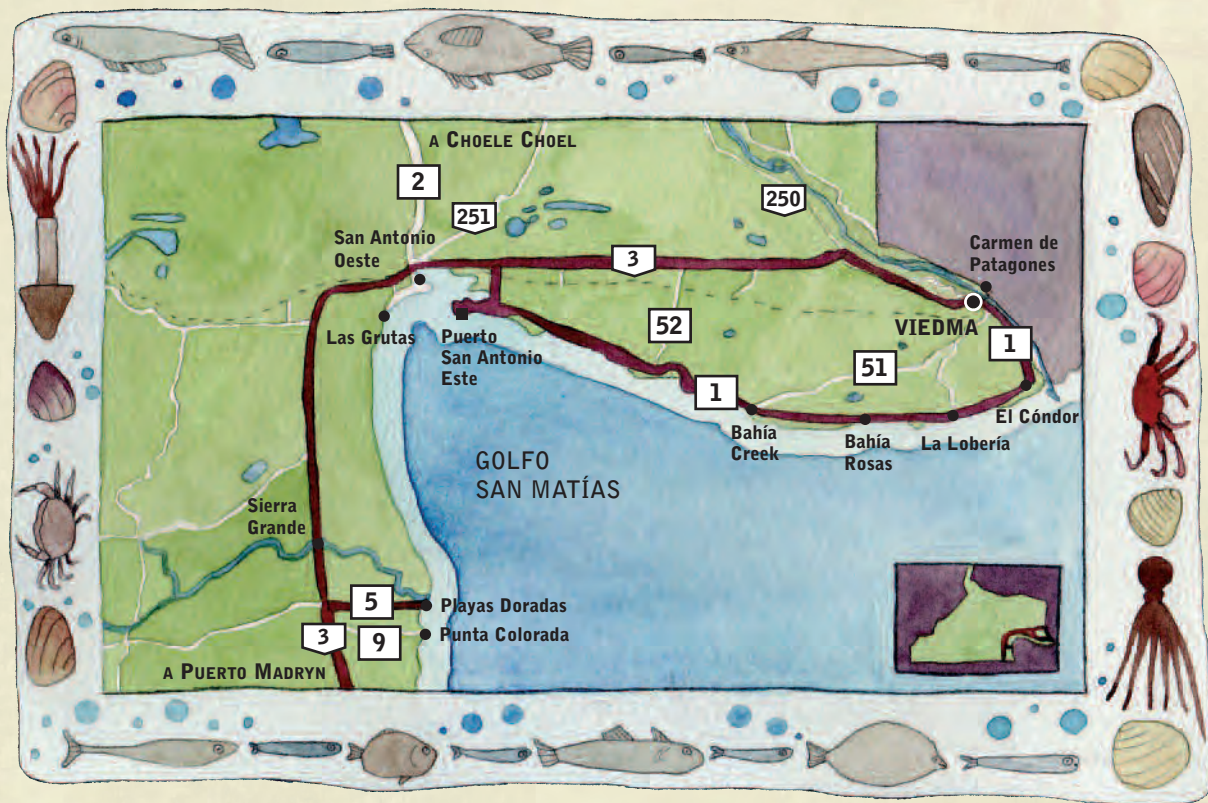 A CHOELE CHOEL
2
251
250
San Antonio
Oeste
3
Carmen de
Patagones
Las Grutas
Puerto
San Antonio
Este
52
VIEDMA
1
51
1
El Cóndor
Bahía
Creek
Bahía
Rosas
La Lobería
GOLFO
SAN MATÍAS
Sierra
Grande
5
Playas Doradas
3
9
Punta Colorada
A PUERTO MADRYN